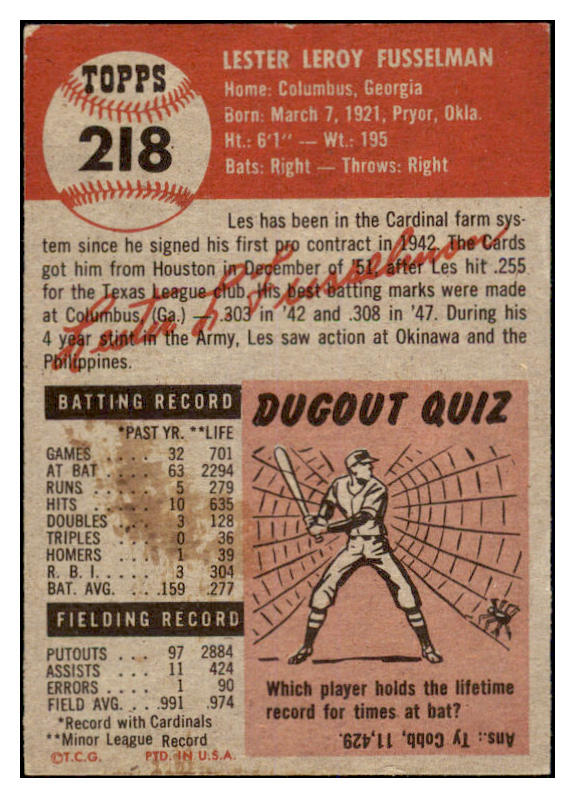 TOPPS
218
LESTER LEROY FUSSELMAN
Home: Columbus, Georgia
Born: March 7, 1921, Pryor, Okla.
Ht.: 6'1" — Wt.: 195
Bats: Right — Throws: Right
Les has been in the Cardinal farm sys-
tem since he signed his first pro contract in 1942. The Cards
got him from Houston in December of '51, after Les hit .255
for the Texas League club. His best batting marks were made
at Columbus, (Ga.) — .303 in '42 and .308 in '47. During his
4 year stint in the Army, Les saw action at Okinawa and the
Philippines.
Lester L Fusselman
BATTING RECORD
*PAST YR. **LIFE
GAMES . . . . 32 701
AT BAT . . . . 63 2294
RUNS . . . . . 5 279
HITS . . . . . 10 635
DOUBLES . . . 3 128
TRIPLES . . . 0 36
HOMERS . . . 1 39
R. B. I. . . . . . 3 304
BAT. AVG. . . .159 .277
FIELDING RECORD
PUTOUTS . . . 97 2884
ASSISTS . . . 11 424
ERRORS . . . . 1 90
FIELD AVG. . . .991 .974
*Record with Cardinals
**Minor League Record
©T.C.G. PTD. IN U.S.A.
DUGOUT QUIZ
Which player holds the lifetime
record for times at bat?
Ans.: Ty Cobb, 11,429.